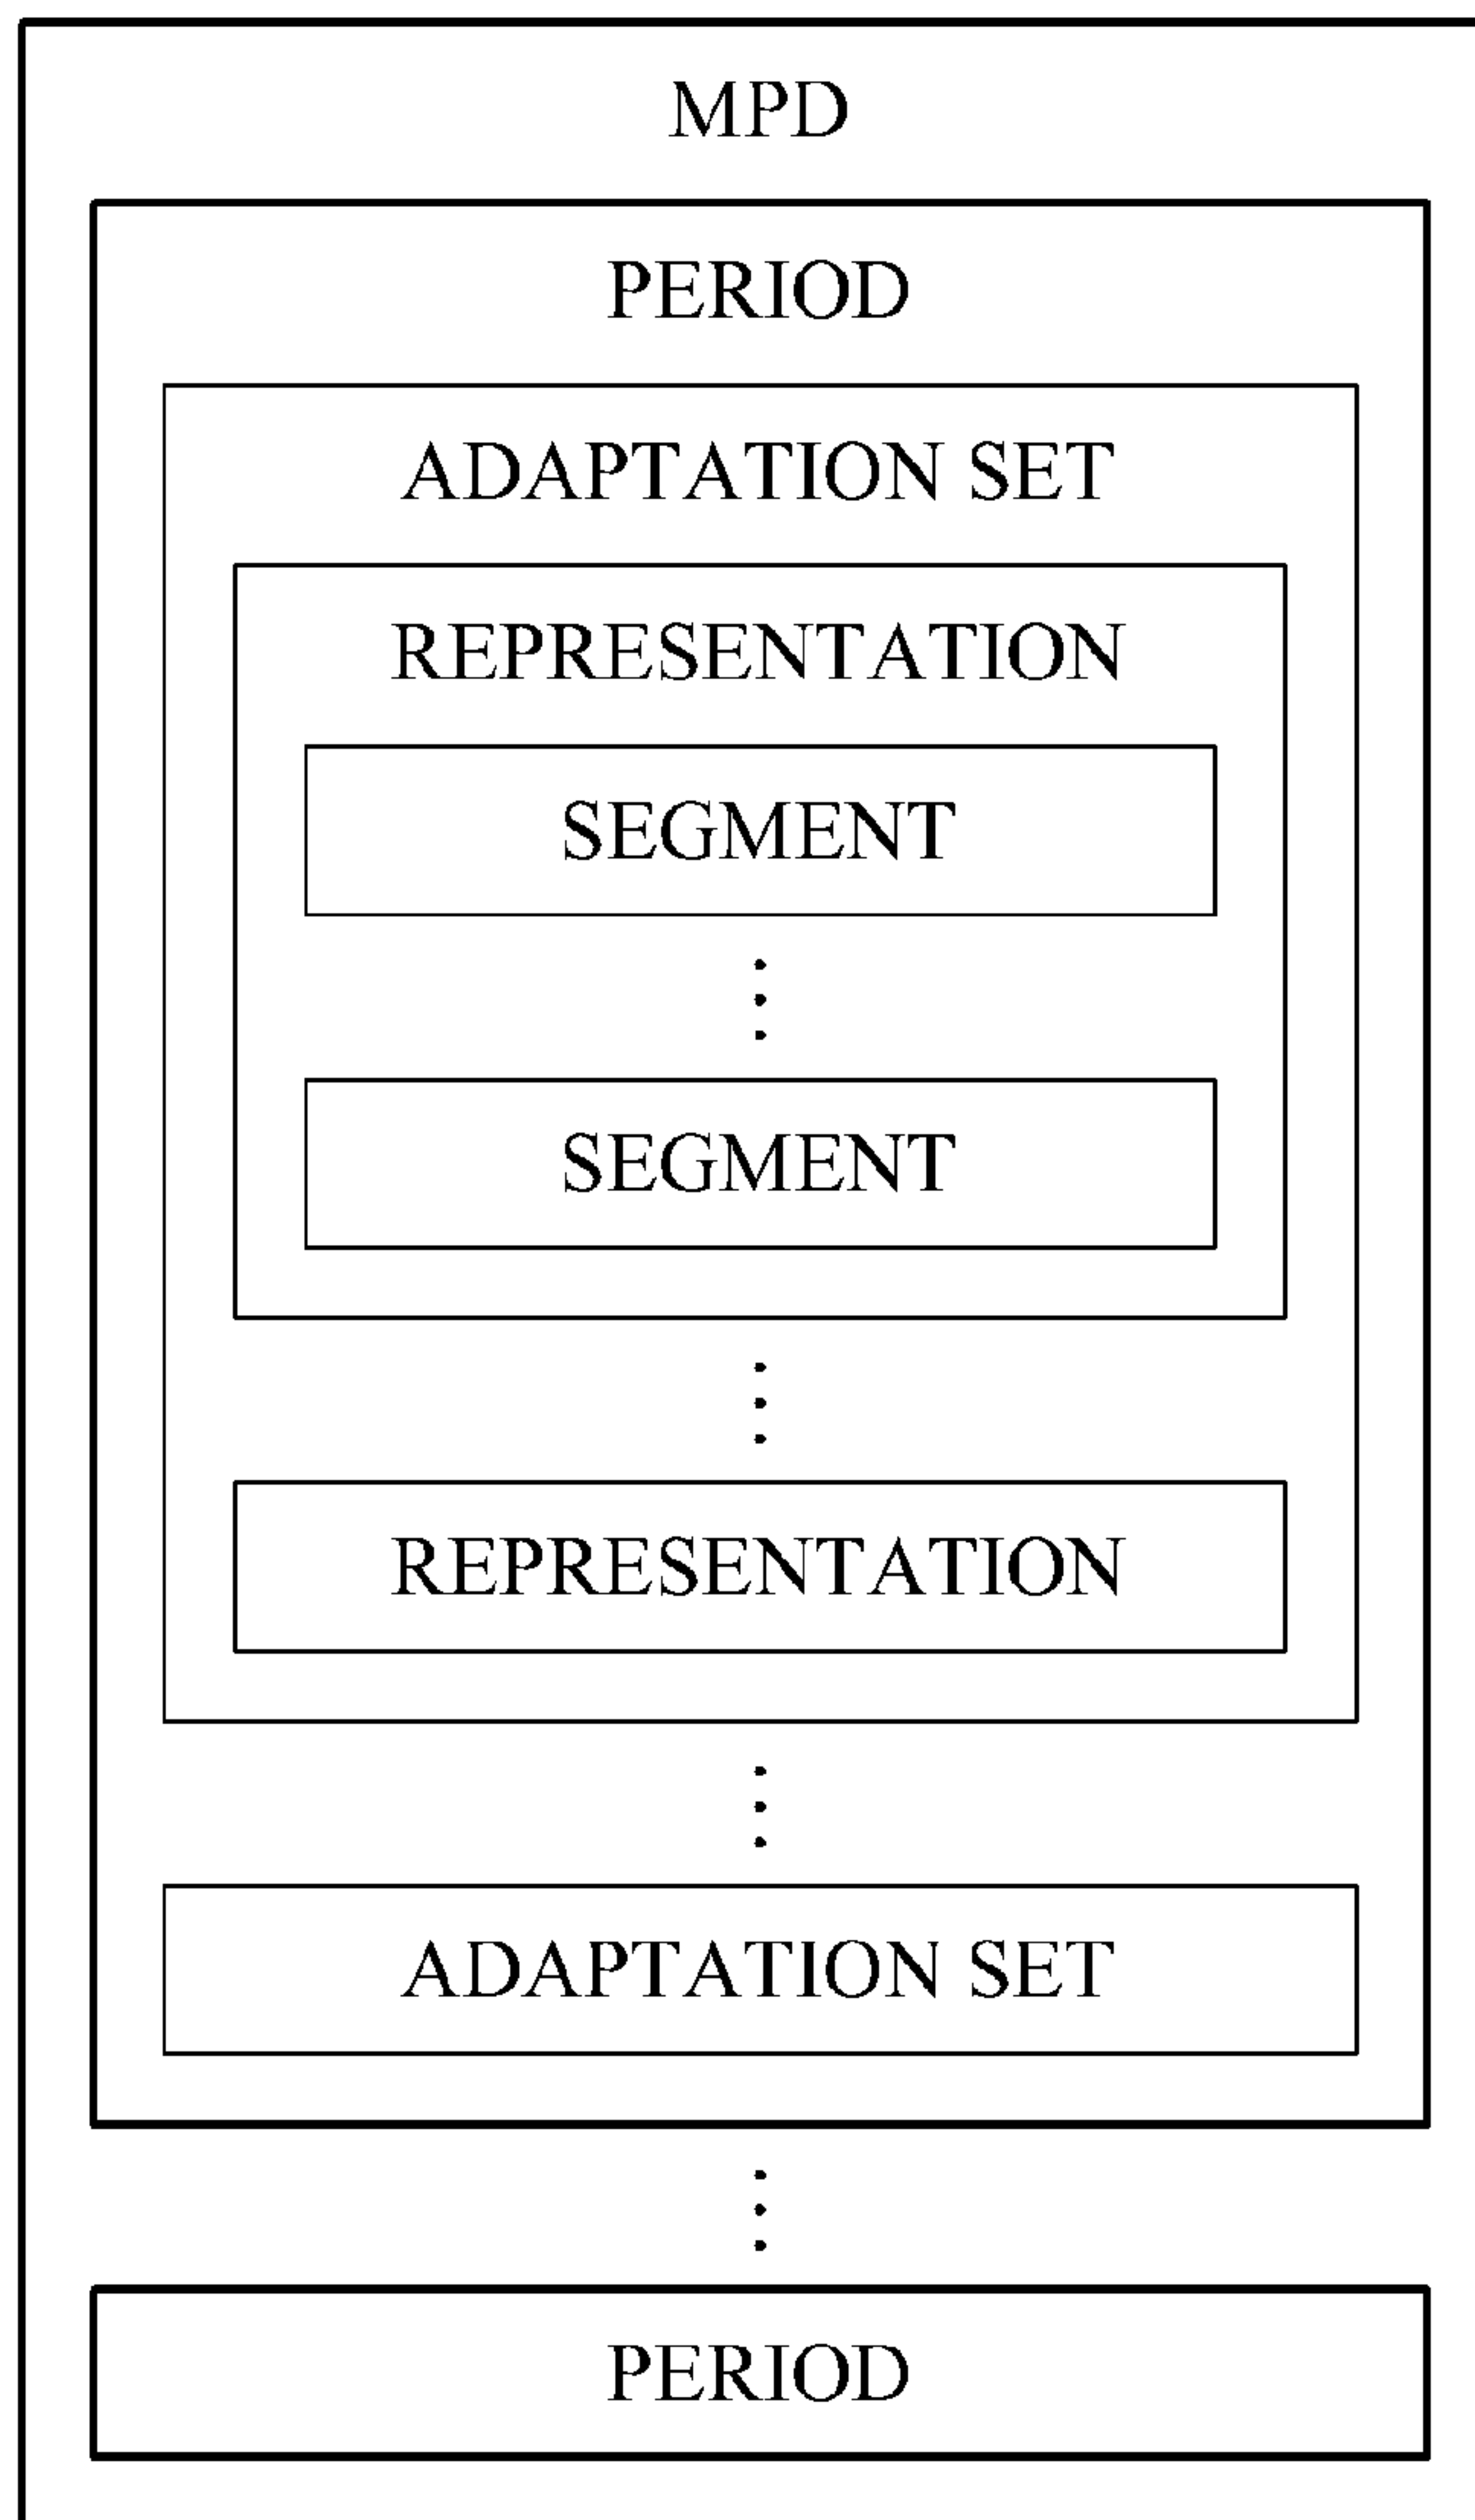 MPD
PERIOD
ADAPTATION SET
REPRESENTATION
SEGMENT
SEGMENT
REPRESENTATION
ADAPTATION SET
PERIOD